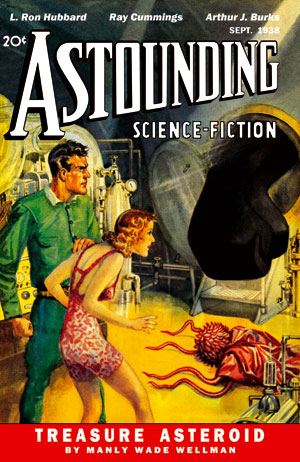 L. Ron Hubbard Ray Cummings Arthur J. Burks
20¢ SEPT. 1938
ASTOUNDING
SCIENCE-FICTION
TREASURE ASTEROID
BY MANLY WADE WELLMAN